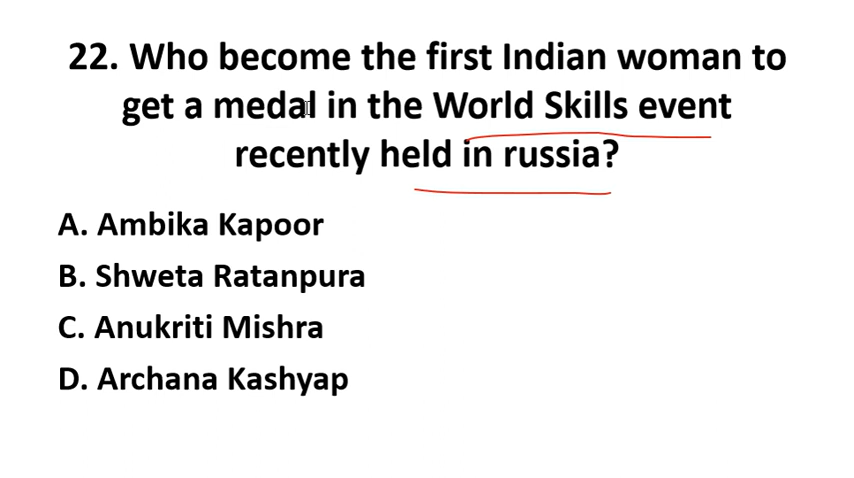 22. Who become the first Indian woman to
get a medal in the World Skills event
recently held in russia?
A. Ambika Kapoor
B. Shweta Ratanpura
C. Anukriti Mishra
D. Archana Kashyap